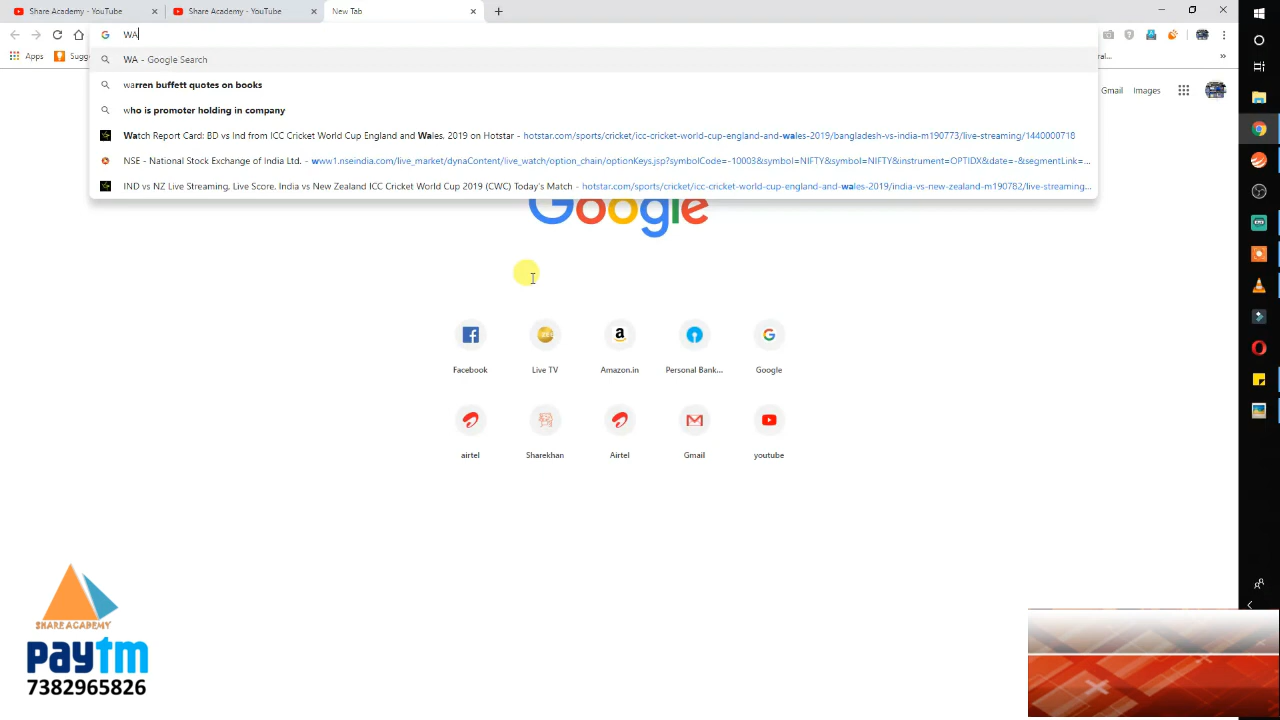 Share Academy - YouTube
Share Academy - YouTube
New Tab
WA
Apps
Sugg
WA - Google Search
warren buffett quotes on books
who is promoter holding in company
Watch Report Card: BD vs Ind from ICC Cricket World Cup England and Wales, 2019 on Hotstar - hotstar.com/sports/cricket/icc-cricket-world-cup-england-and-wales-2019/bangladesh-vs-india-m190773/live-streaming/1440000718
NSE - National Stock Exchange of India Ltd. - www1.nseindia.com/live_market/dynaContent/live_watch/option_chain/optionKeys.jsp?symbolCode=-10003&symbol=NIFTY&symbol=NIFTY&instrument=OPTIDX&date=-&segmentLink=...
IND vs NZ Live Streaming, Live Score, India vs New Zealand ICC Cricket World Cup 2019 (CWC) Today's Match - hotstar.com/sports/cricket/icc-cricket-world-cup-england-and-wales-2019/india-vs-new-zealand-m190782/live-streaming...
ral...
Gmail
Images
Google
Facebook
Live TV
Amazon.in
Personal Bank...
Google
airtel
Sharekhan
Airtel
Gmail
youtube
SHARE ACADEMY
paytm
7382965826